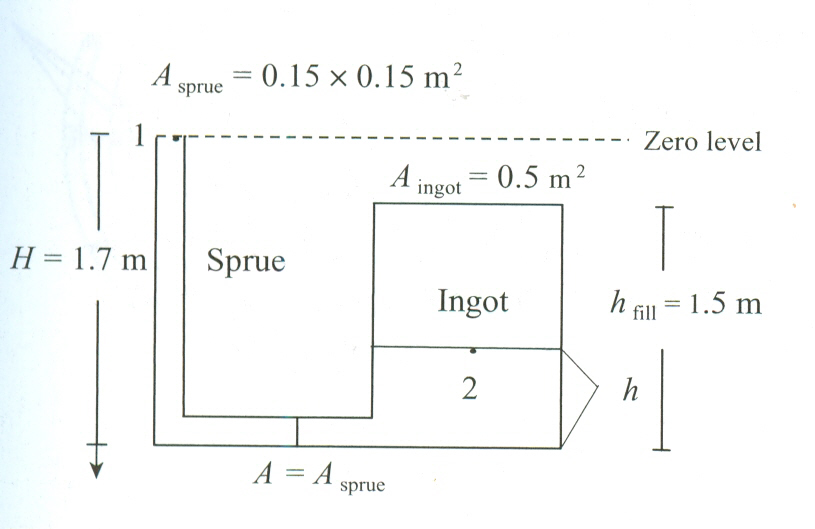 A sprue = 0.15 × 0.15 m²
1
Zero level
A ingot = 0.5 m²
H = 1.7 m
Sprue
Ingot
h fill = 1.5 m
2
h
A = A sprue